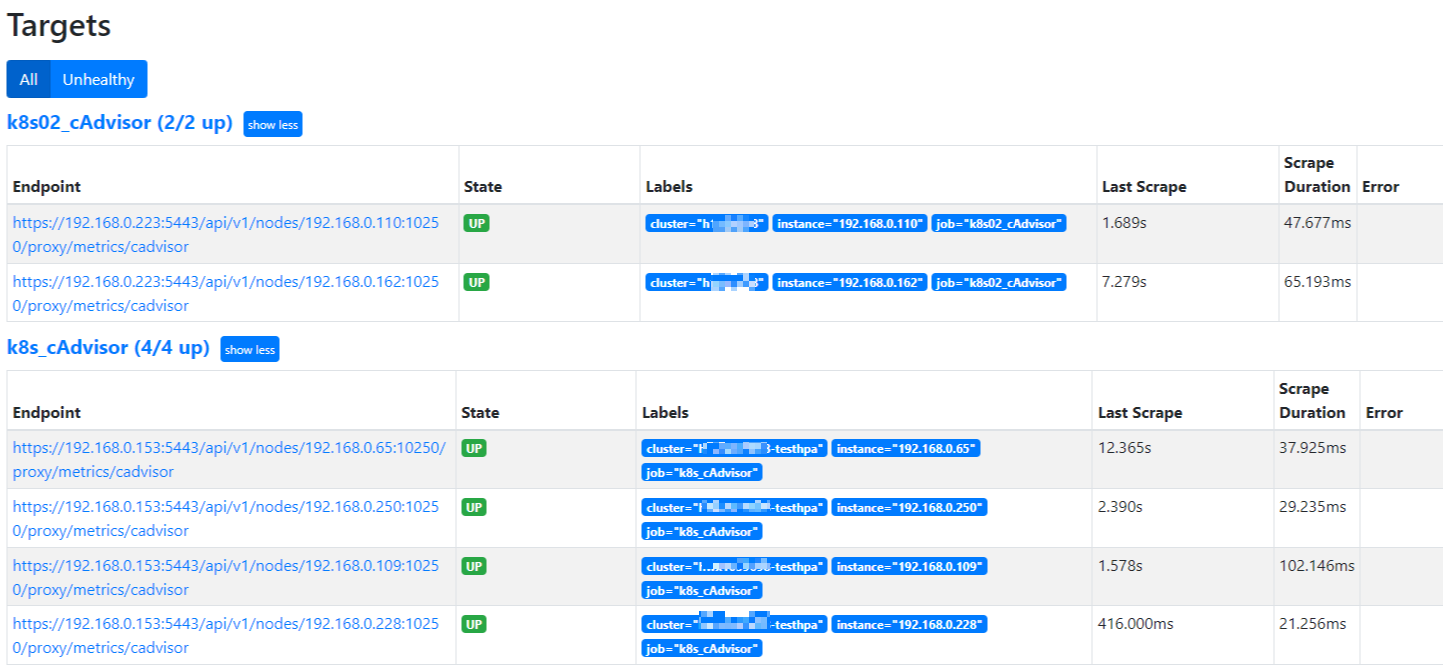 Targets
All Unhealthy
k8s02_cAdvisor (2/2 up) show less
Scrape
Endpoint State Labels Last Scrape Duration Error
https://192.168.0.223:5443/api/v1/nodes/192.168.0.110:1025 UP cluster="h instance="192.168.0.110" job="k8s02_cAdvisor" 1.689s 47.677ms
0/proxy/metrics/cadvisor
https://192.168.0.223:5443/api/v1/nodes/192.168.0.162:1025 UP cluster="h instance="192.168.0.162" job="k8s02_cAdvisor" 7.279s 65.193ms
0/proxy/metrics/cadvisor
k8s_cAdvisor (4/4 up) show less
Scrape
Endpoint State Labels Last Scrape Duration Error
https://192.168.0.153:5443/api/v1/nodes/192.168.0.65:10250/ UP cluster=" -testhpa" instance="192.168.0.65" 12.365s 37.925ms
proxy/metrics/cadvisor job="k8s_cAdvisor"
https://192.168.0.153:5443/api/v1/nodes/192.168.0.250:1025 UP cluster=" -testhpa" instance="192.168.0.250" 2.390s 29.235ms
0/proxy/metrics/cadvisor job="k8s_cAdvisor"
https://192.168.0.153:5443/api/v1/nodes/192.168.0.109:1025 UP cluster=" -testhpa" instance="192.168.0.109" 1.578s 102.146ms
0/proxy/metrics/cadvisor job="k8s_cAdvisor"
https://192.168.0.153:5443/api/v1/nodes/192.168.0.228:1025 UP cluster=" -testhpa" instance="192.168.0.228" 416.000ms 21.256ms
0/proxy/metrics/cadvisor job="k8s_cAdvisor"